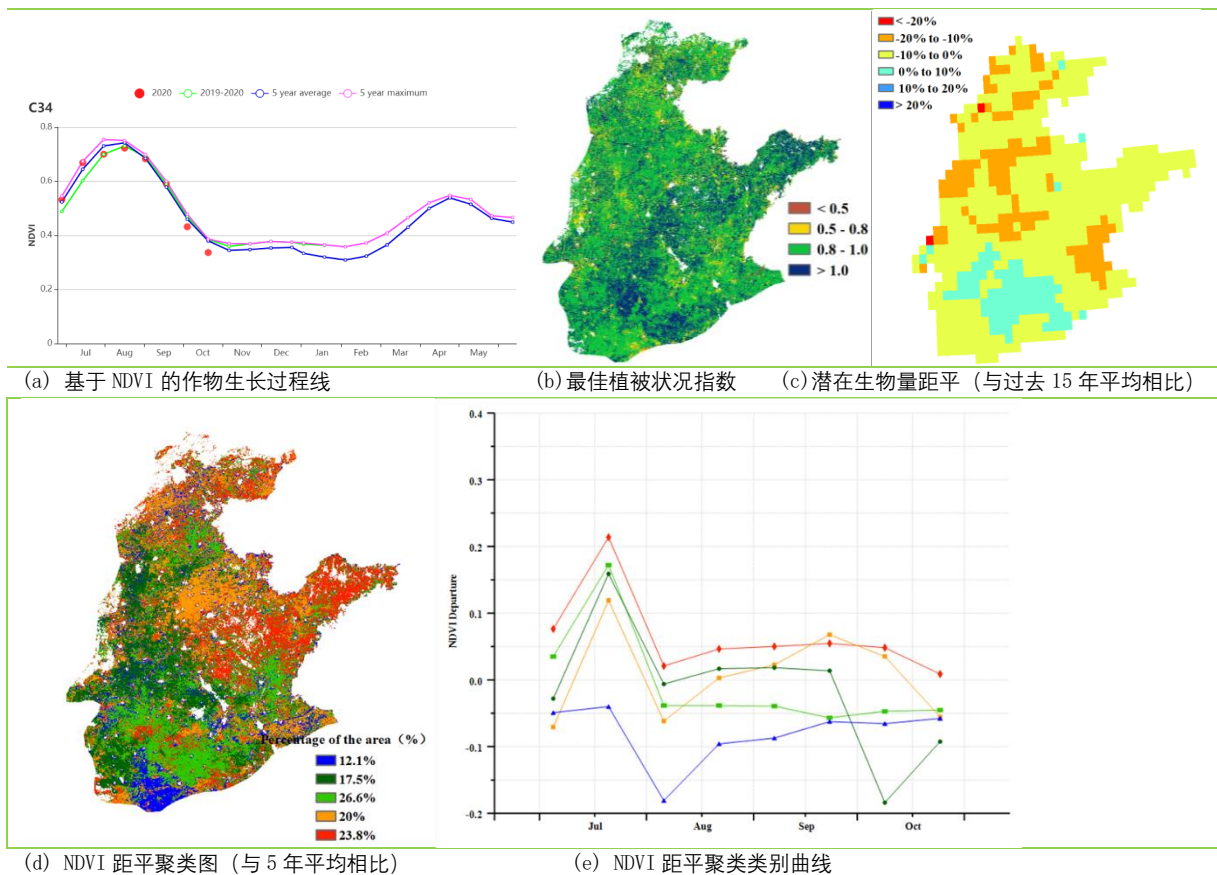 2020 2019-2020 5 year average 5 year maximum
C34
0.8
0.6
0.4
0.2
0
NDVI
Jul Aug Sep Oct Nov Dec Jan Feb Mar Apr May
< 0.5
0.5 - 0.8
0.8 - 1.0
> 1.0
< -20%
-20% to -10%
-10% to 0%
0% to 10%
10% to 20%
> 20%
(a) 基于 NDVI 的作物生长过程线
(b)最佳植被状况指数
(c)潜在生物量距平 (与过去 15 年平均相比)
Percentage of the area（%）
12.1%
17.5%
26.6%
20%
23.8%
0.4
0.3
0.2
0.1
0.0
-0.1
-0.2
NDVI Departure
Jul Aug Sep Oct
(d) NDVI 距平聚类图 (与 5 年平均相比)
(e) NDVI 距平聚类类别曲线